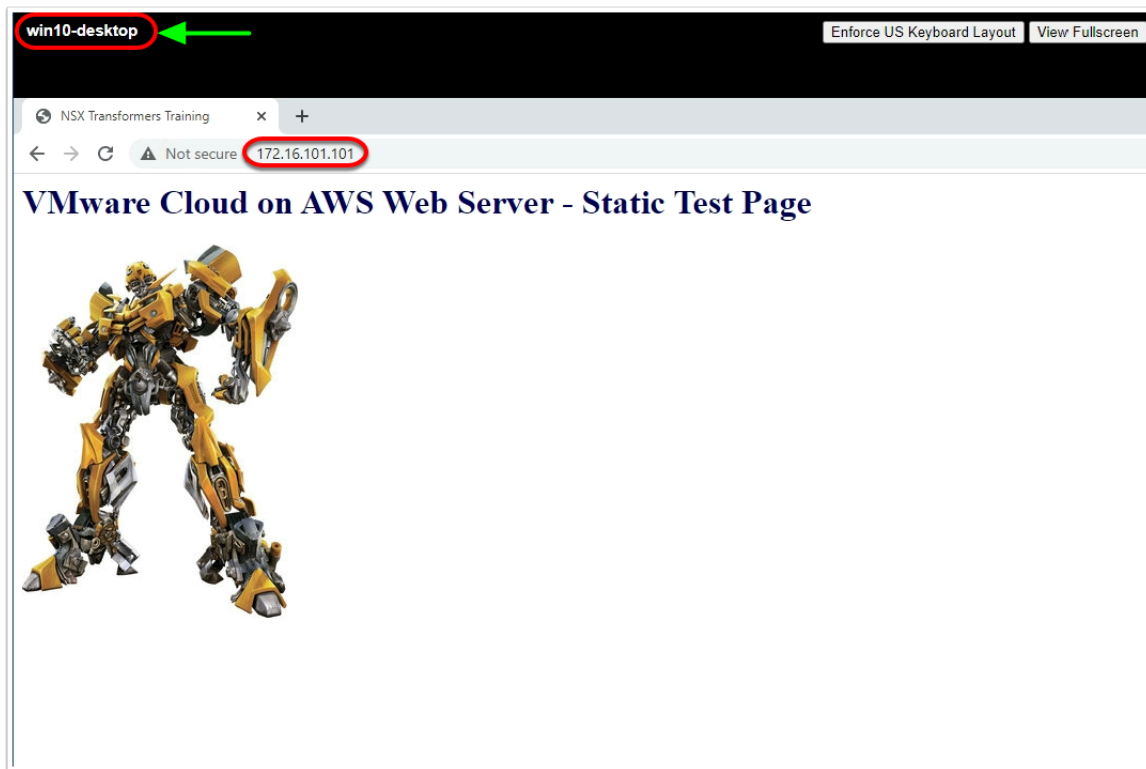 win10-desktop
Enforce US Keyboard Layout
View Fullscreen
NSX Transformers Training
Not secure
172.16.101.101
VMware Cloud on AWS Web Server - Static Test Page